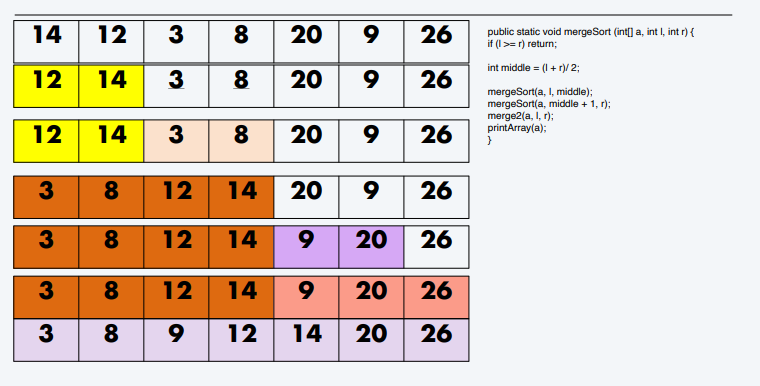 14 12 3 8 20 9 26
12 14 3 8 20 9 26
12 14 3 8 20 9 26
3 8 12 14 20 9 26
3 8 12 14 9 20 26
3 8 12 14 9 20 26
3 8 9 12 14 20 26
public static void mergeSort (int[] a, int l, int r) {
if (l >= r) return;
int middle = (l + r)/ 2;
mergeSort(a, l, middle);
mergeSort(a, middle + 1, r);
merge2(a, l, r);
printArray(a);
}